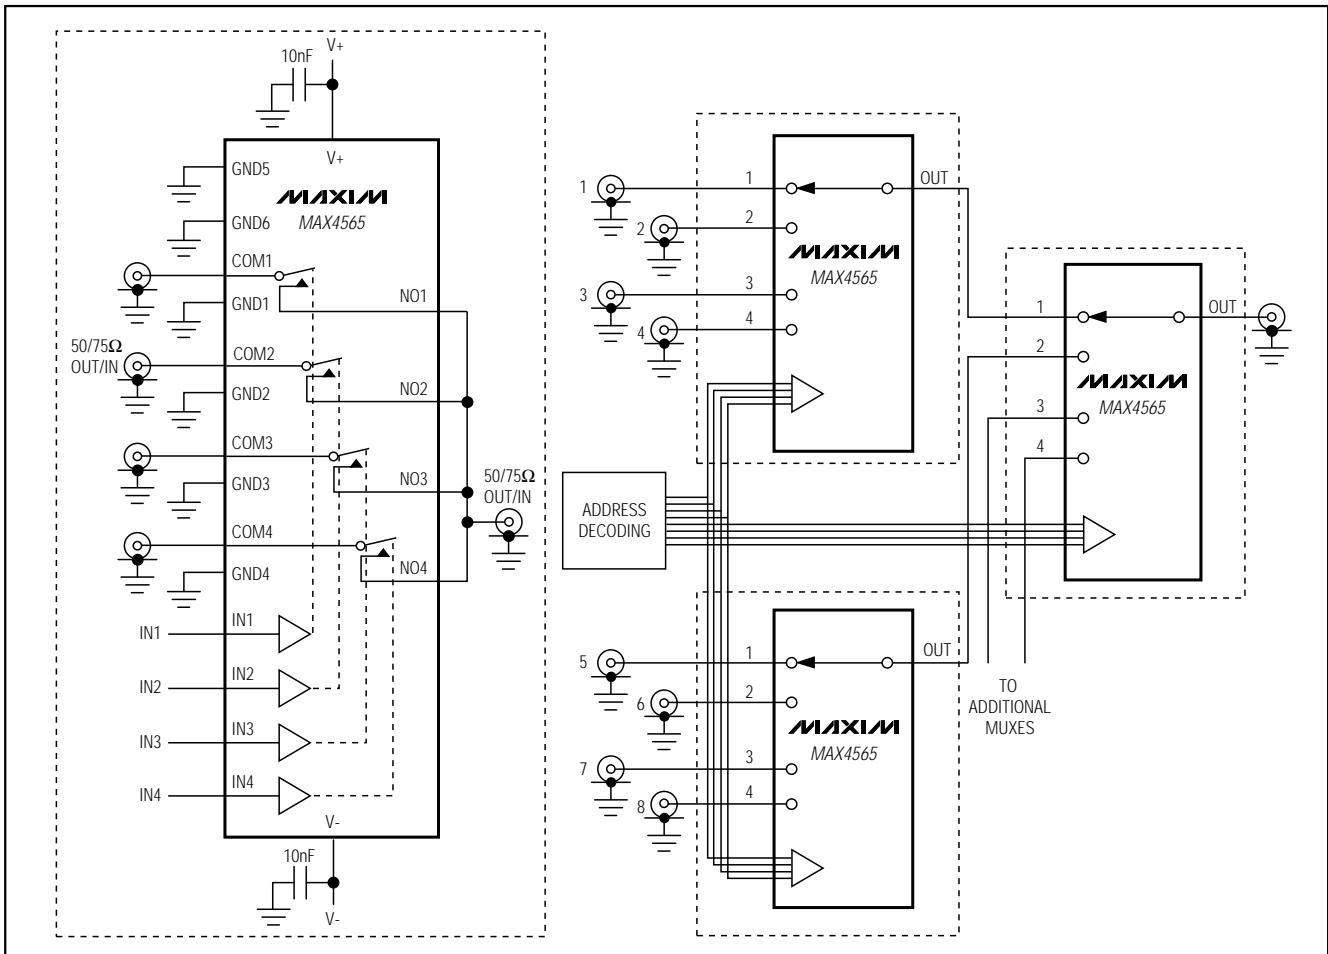 10nF
V+
V+
GND5
MAXIM
MAX4565
GND6
COM1
NO1
GND1
50/75Ω
OUT/IN
COM2
NO2
GND2
COM3
NO3
GND3
50/75Ω
OUT/IN
COM4
NO4
GND4
IN1
IN1
IN2
IN2
IN3
IN3
IN4
IN4
V-
10nF
V-
1
1
OUT
2
2
MAXIM
MAX4565
3
3
4
4
ADDRESS
DECODING
1
OUT
2
MAXIM
MAX4565
3
4
TO
ADDITIONAL
MUXES
5
1
OUT
6
2
MAXIM
MAX4565
7
3
8
4